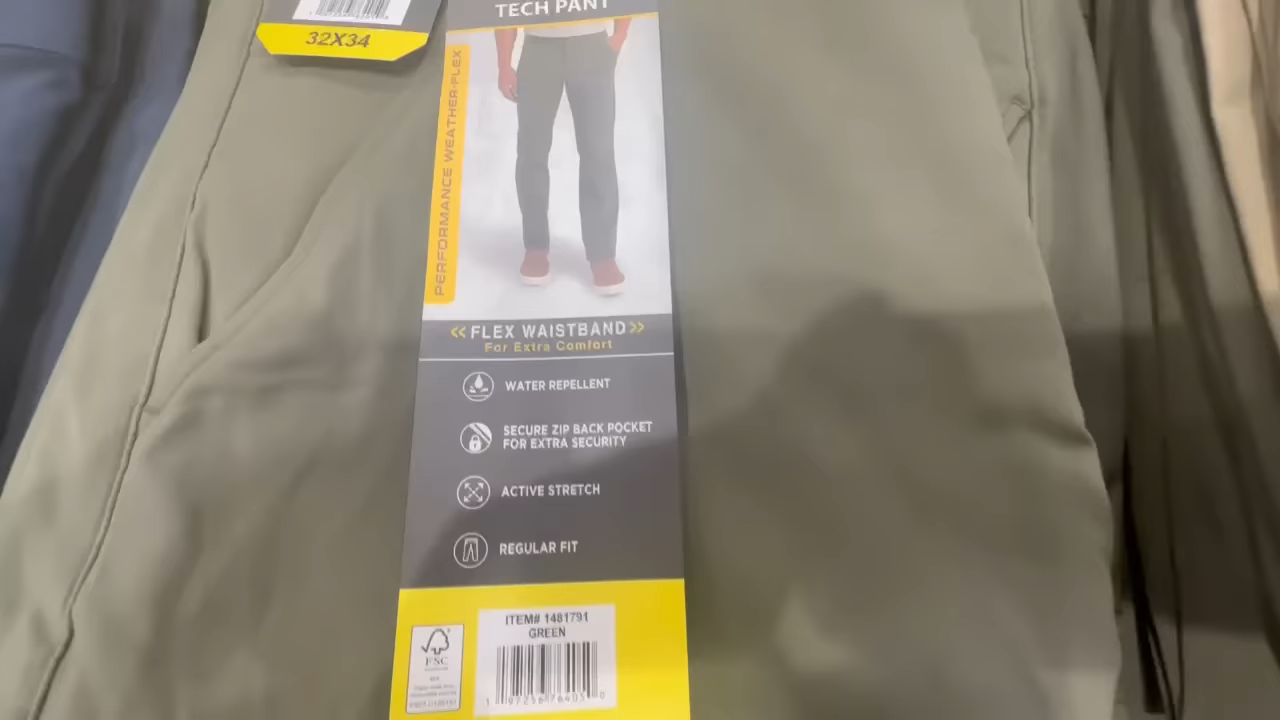 32X34
TECH PANT
PERFORMANCE WEATHER-FLEX
<< FLEX WAISTBAND >>
For Extra Comfort
WATER REPELLENT
SECURE ZIP BACK POCKET
FOR EXTRA SECURITY
ACTIVE STRETCH
REGULAR FIT
ITEM# 1481791
GREEN
FSC